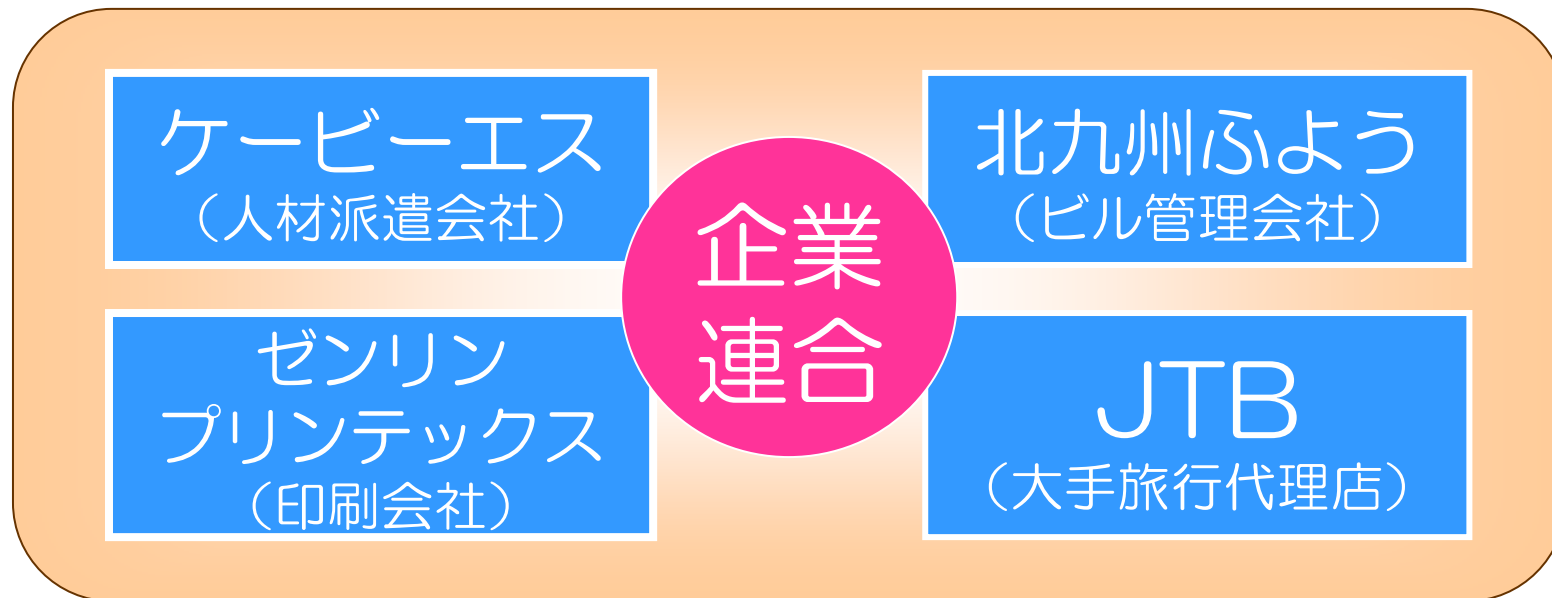 ケービーエス
（人材派遣会社）
北九州ふよう
（ビル管理会社）
企業
連合
ゼンリン
プリンテックス
（印刷会社）
JTB
（大手旅行代理店）